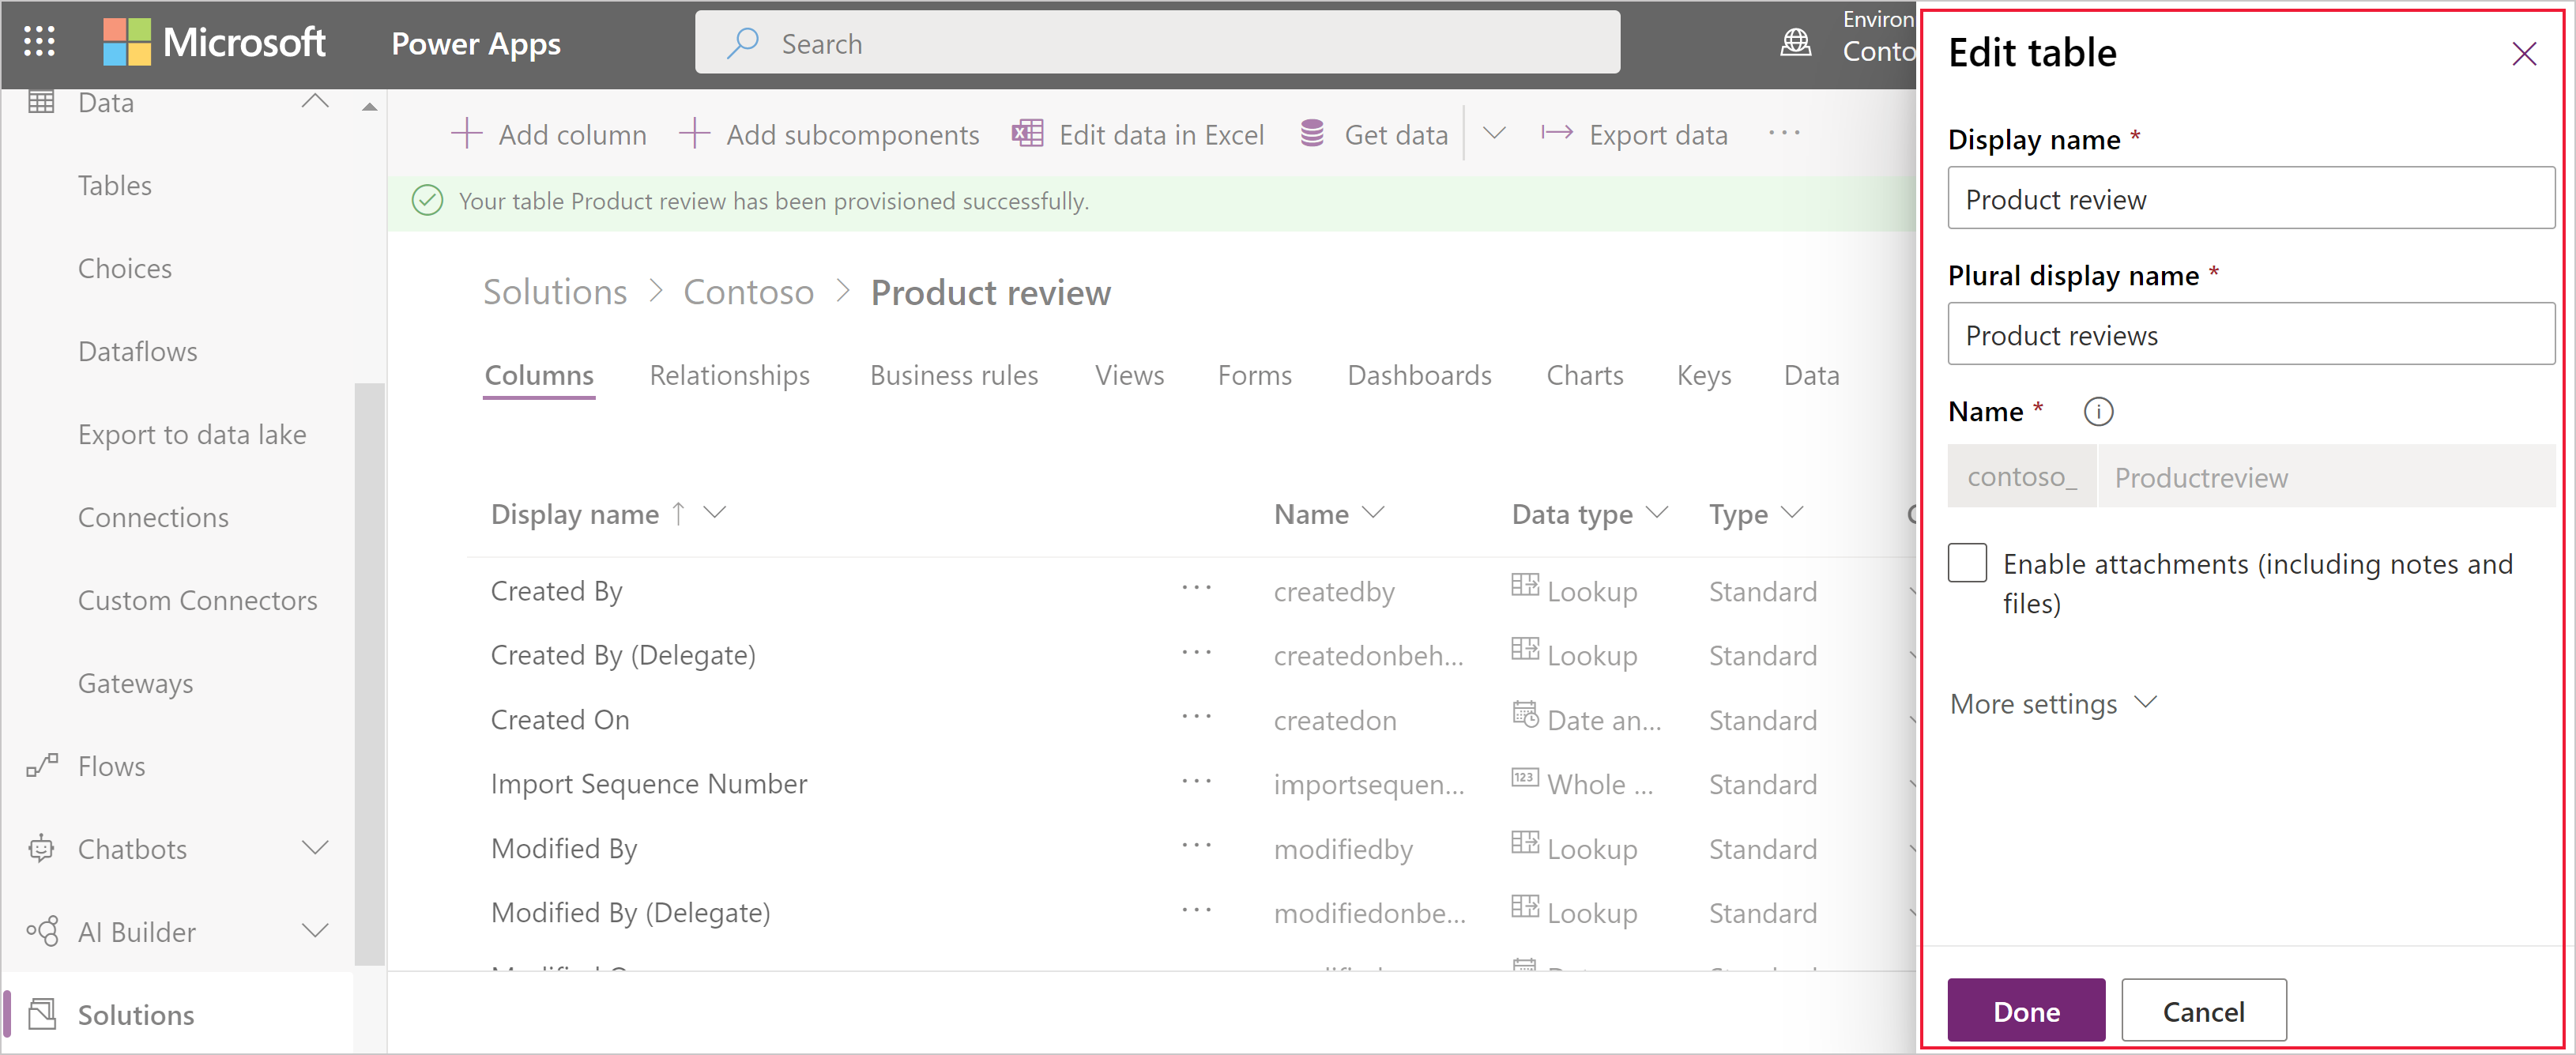 Microsoft Power Apps Search
Environ
Conto
Data
Tables
Choices
Dataflows
Export to data lake
Connections
Custom Connectors
Gateways
Flows
Chatbots
AI Builder
Solutions
Add column Add subcomponents Edit data in Excel Get data Export data ...
Your table Product review has been provisioned successfully.
Solutions > Contoso > Product review
Columns Relationships Business rules Views Forms Dashboards Charts Keys Data
Display name ↑ Name Data type Type
Created By ... createdby Lookup Standard
Created By (Delegate) ... createdonbeh... Lookup Standard
Created On ... createdon Date an... Standard
Import Sequence Number ... importsequen... 123 Whole ... Standard
Modified By ... modifiedby Lookup Standard
Modified By (Delegate) ... modifiedonbe... Lookup Standard
Edit table
Display name *
Product review
Plural display name *
Product reviews
Name * i
contoso_ Productreview
Enable attachments (including notes and
files)
More settings
Done Cancel